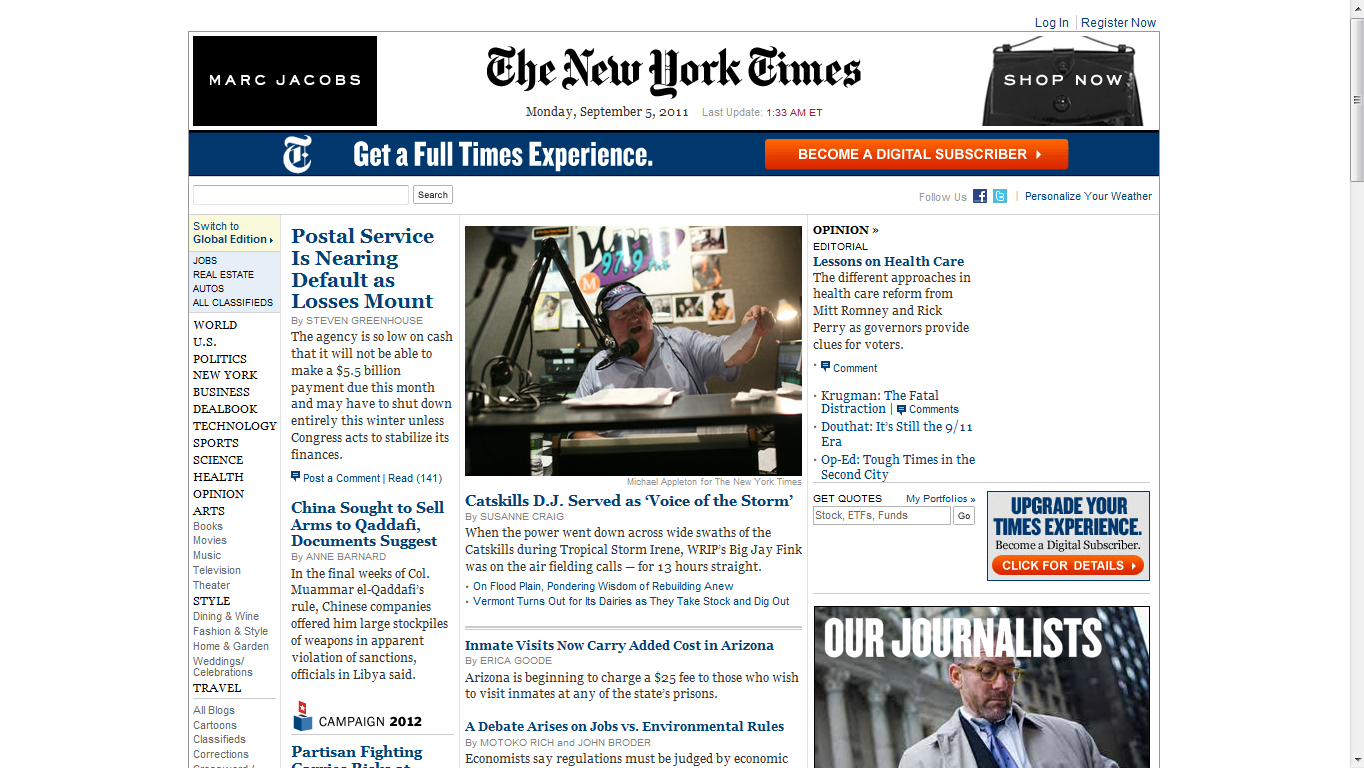 Log In
Register Now
MARC JACOBS
The New York Times
SHOP NOW
Monday, September 5, 2011
Last Update: 1:33 AM ET
Get a Full Times Experience.
BECOME A DIGITAL SUBSCRIBER
Search
Follow Us
Personalize Your Weather
Switch to
Global Edition
JOBS
REAL ESTATE
AUTOS
ALL CLASSIFIEDS
WORLD
U.S.
POLITICS
NEW YORK
BUSINESS
DEALBOOK
TECHNOLOGY
SPORTS
SCIENCE
HEALTH
OPINION
ARTS
Books
Movies
Music
Television
Theater
STYLE
Dining & Wine
Fashion & Style
Home & Garden
Weddings/
Celebrations
TRAVEL
All Blogs
Cartoons
Classifieds
Corrections
Postal Service
Is Nearing
Default as
Losses Mount
By STEVEN GREENHOUSE
The agency is so low on cash
that it will not be able to
make a $5.5 billion
payment due this month
and may have to shut down
entirely this winter unless
Congress acts to stabilize its
finances.
Post a Comment | Read (141)
China Sought to Sell
Arms to Qaddafi,
Documents Suggest
By ANNE BARNARD
In the final weeks of Col.
Muammar el-Qaddafi's
rule, Chinese companies
offered him large stockpiles
of weapons in apparent
violation of sanctions,
officials in Libya said.
CAMPAIGN 2012
Partisan Fighting
97.9
Michael Appleton for The New York Times
Catskills D.J. Served as ‘Voice of the Storm’
By SUSANNE CRAIG
When the power went down across wide swaths of the
Catskills during Tropical Storm Irene, WRIP's Big Jay Fink
was on the air fielding calls — for 13 hours straight.
• On Flood Plain, Pondering Wisdom of Rebuilding Anew
• Vermont Turns Out for Its Dairies as They Take Stock and Dig Out
Inmate Visits Now Carry Added Cost in Arizona
By ERICA GOODE
Arizona is beginning to charge a $25 fee to those who wish
to visit inmates at any of the state's prisons.
A Debate Arises on Jobs vs. Environmental Rules
By MOTOKO RICH and JOHN BRODER
Economists say regulations must be judged by economic
OPINION »
EDITORIAL
Lessons on Health Care
The different approaches in
health care reform from
Mitt Romney and Rick
Perry as governors provide
clues for voters.
• Comment
• Krugman: The Fatal
Distraction | Comments
• Douthat: It's Still the 9/11
Era
• Op-Ed: Tough Times in the
Second City
GET QUOTES
My Portfolios »
Stock, ETFs, Funds
Go
UPGRADE YOUR
TIMES EXPERIENCE.
Become a Digital Subscriber.
CLICK FOR DETAILS
OUR JOURNALISTS